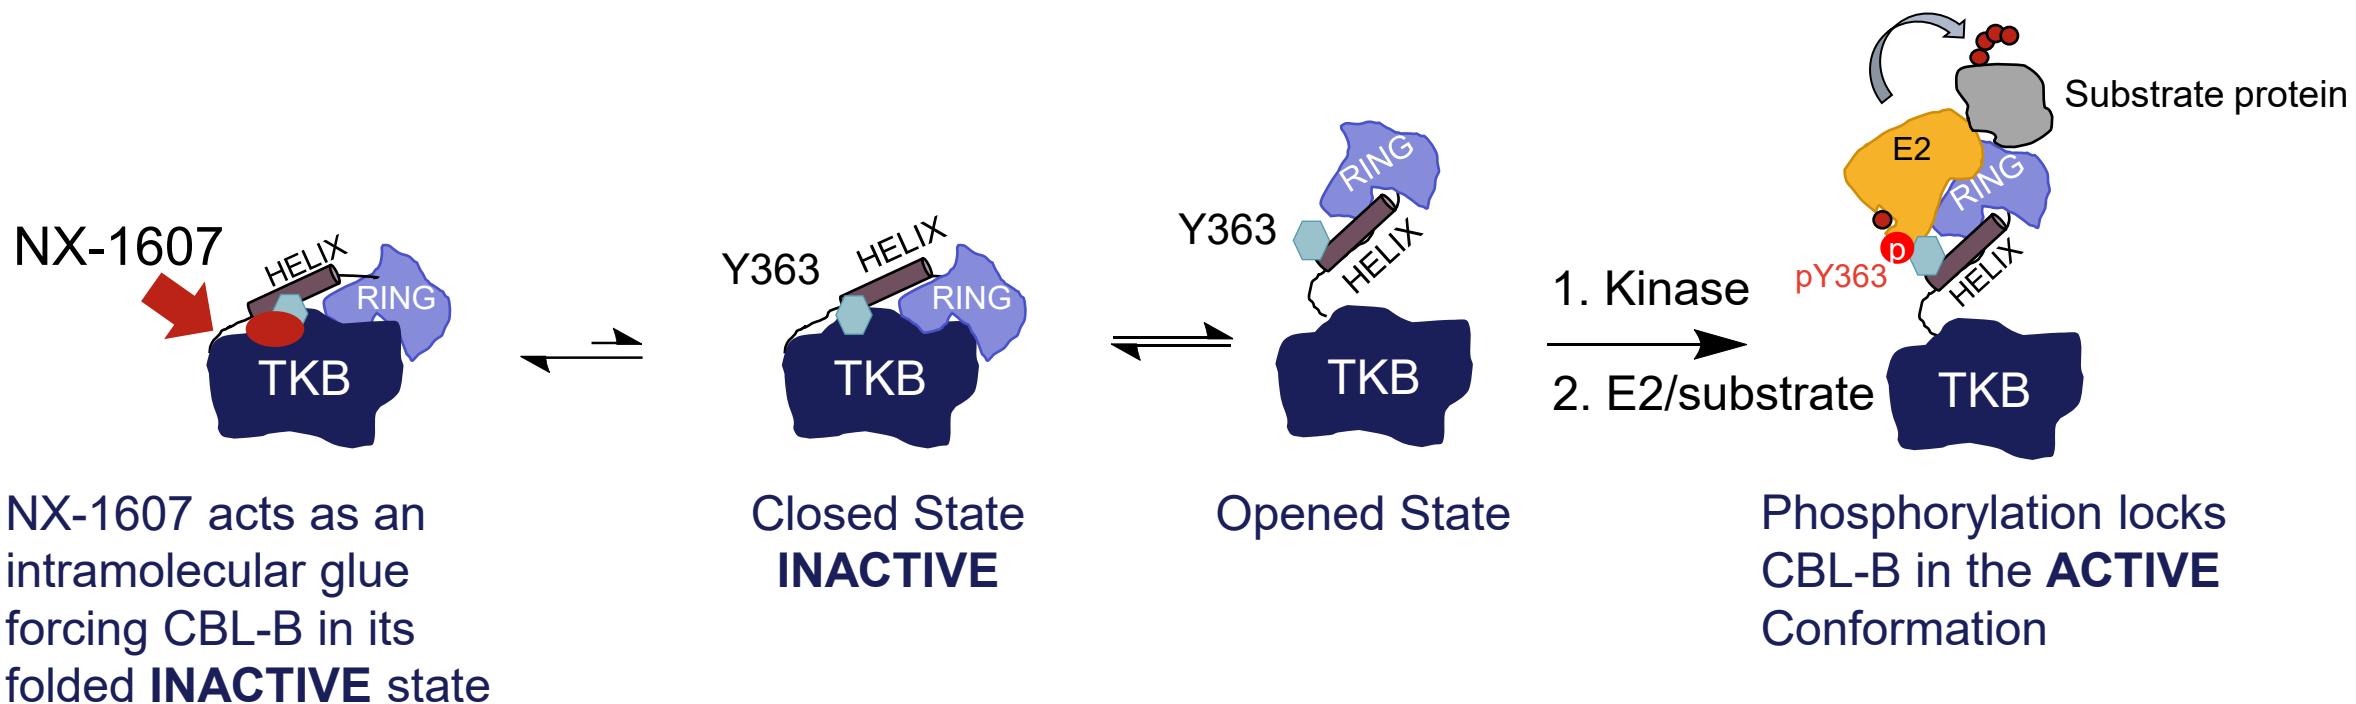 NX-1607
HELIX
RING
TKB
NX-1607 acts as an
intramolecular glue
forcing CBL-B in its
folded INACTIVE state
Y363
HELIX
RING
TKB
Closed State
INACTIVE
Y363
RING
HELIX
TKB
Opened State
1. Kinase
2. E2/substrate
Substrate protein
E2
RING
p
pY363
HELIX
TKB
Phosphorylation locks
CBL-B in the ACTIVE
Conformation